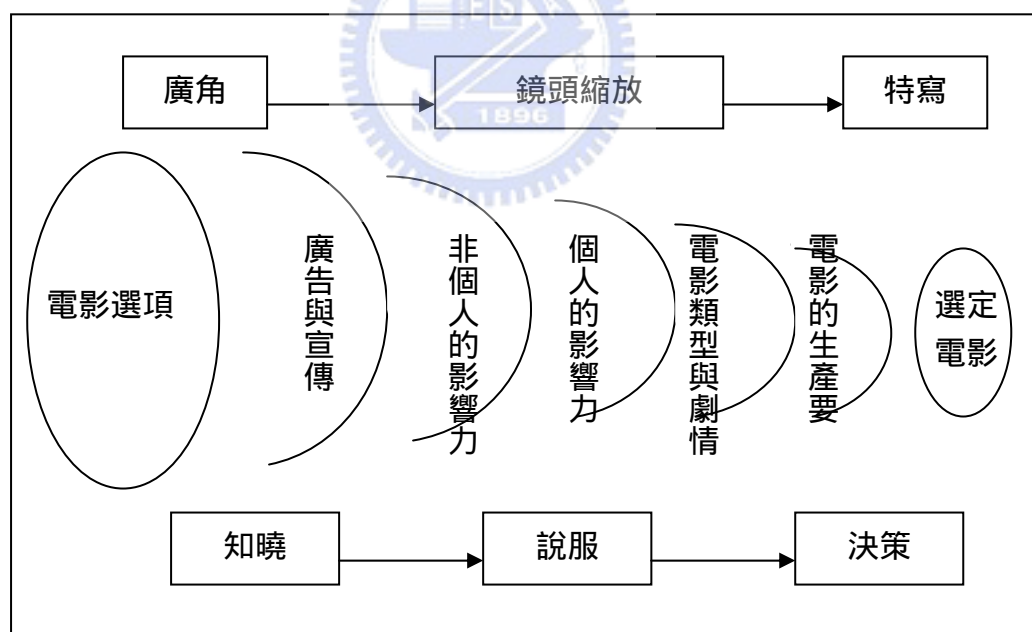 廣角
鏡頭縮放
特寫
ES
1896
電影選項
廣告與宣傳
非個人的影響力
個人的影響力
電影類型與劇情
電影的生產要
選定
電影
知曉
說服
決策